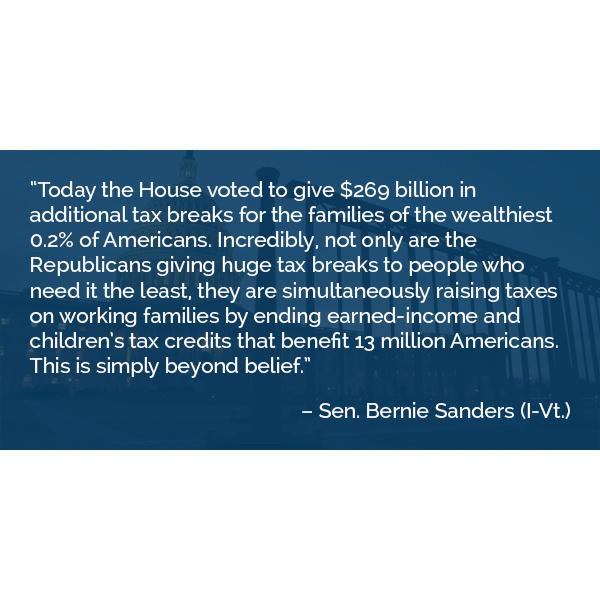 “Today the House voted to give $269 billion in
additional tax breaks for the families of the wealthiest
0.2% of Americans. Incredibly, not only are the
Republicans giving huge tax breaks to people who
need it the least, they are simultaneously raising taxes
on working families by ending earned-income and
children’s tax credits that benefit 13 million Americans.
This is simply beyond belief.”
– Sen. Bernie Sanders (I-Vt.)